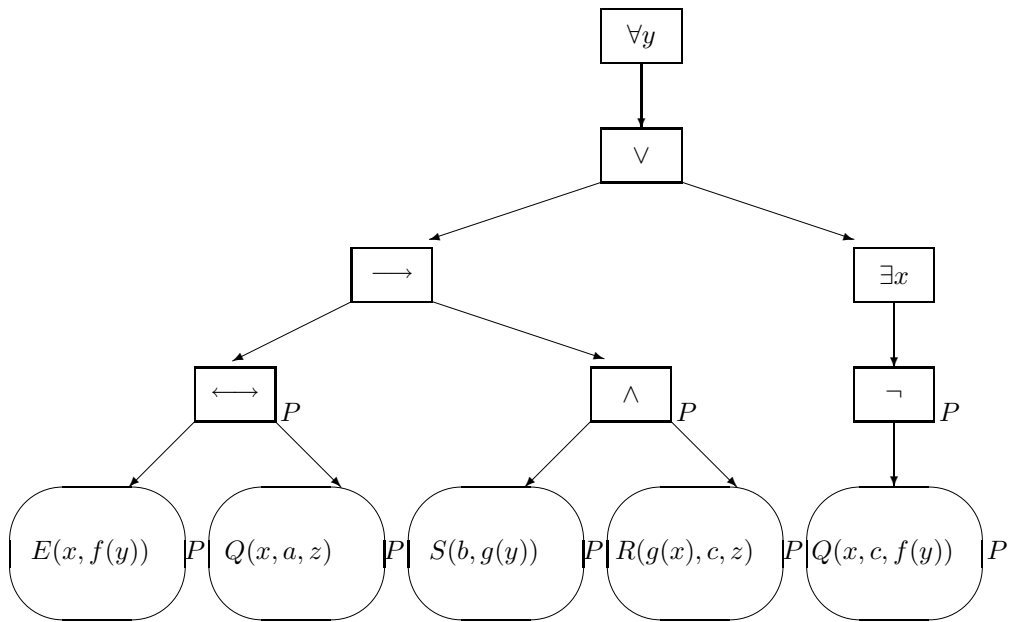 ∀y
∨
⟶
∃x
⟷
P
∧
P
¬
P
E(x, f(y))
P
Q(x, a, z)
P
S(b, g(y))
P
R(g(x), c, z)
P
Q(x, c, f(y))
P